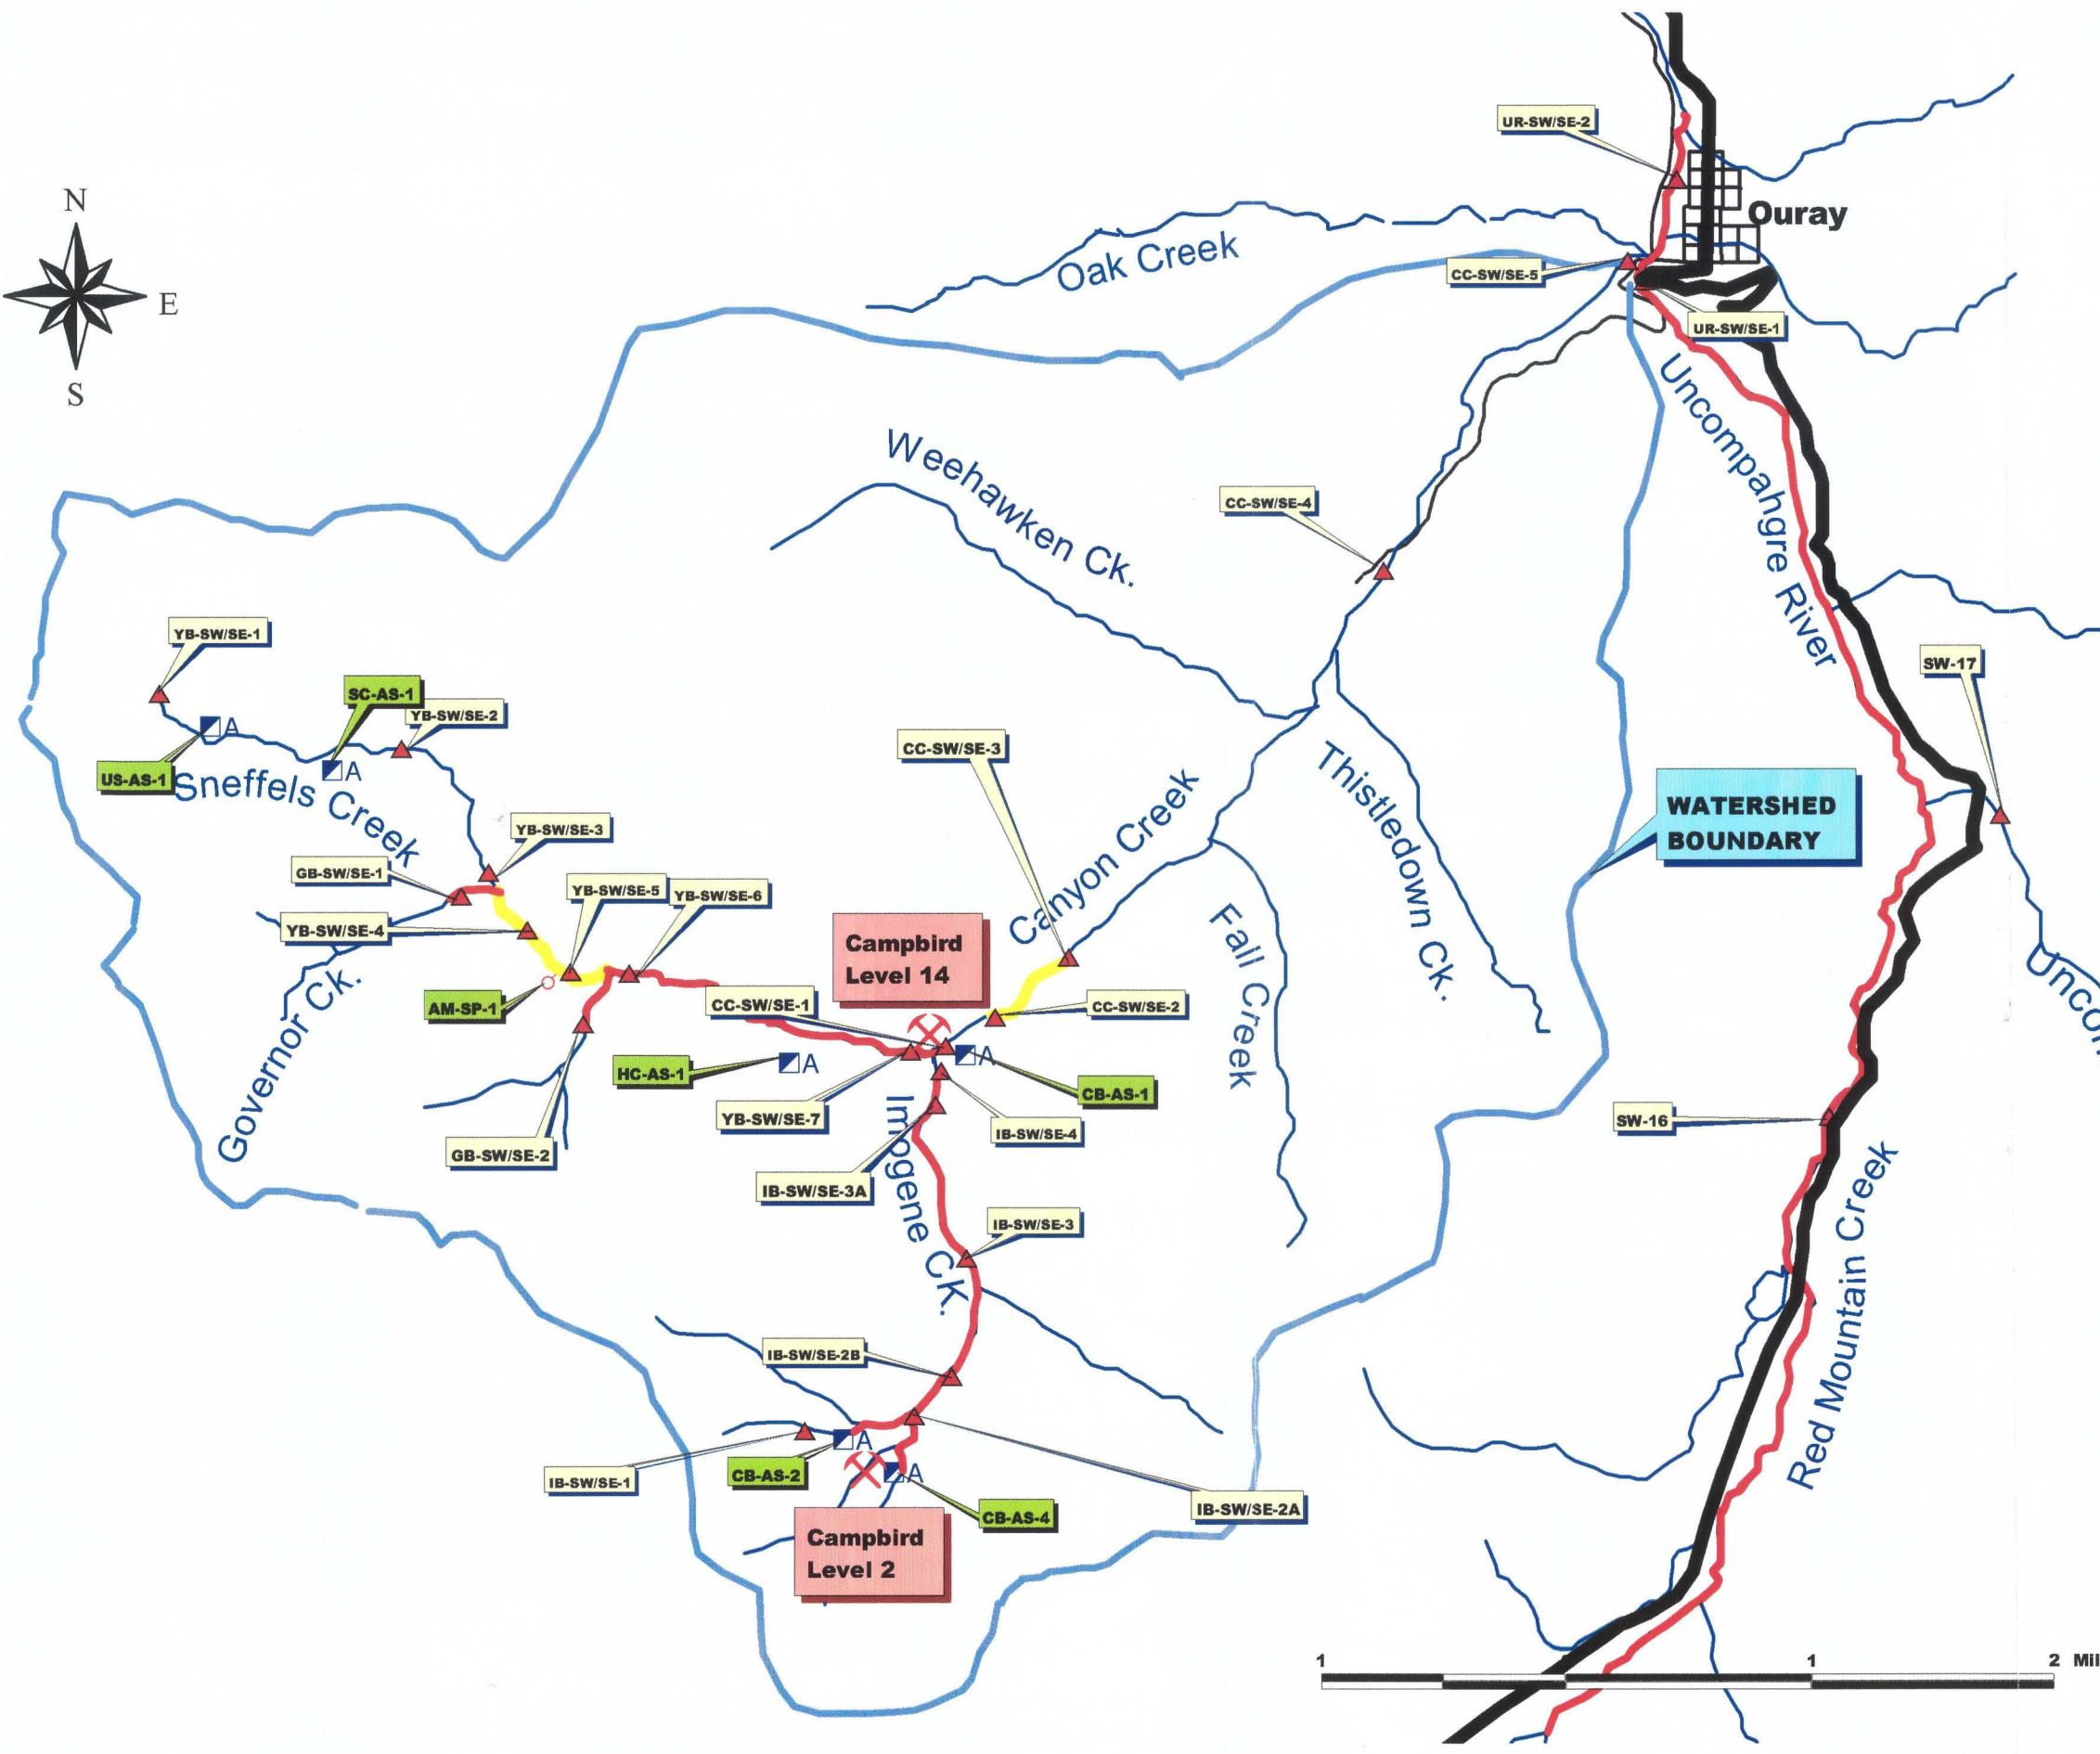 UR-SW/SE-2
N
Ouray
Oak Creek
CC-SW/SE-5
E
UR-SW/SE-1
S
Uncompahgre River
Weehawken Ck.
CC-SW/SE-4
YB-SW/SE-1
SW-17
SC-AS-1
YB-SW/SE-2
A
CC-SW/SE-3
A
US-AS-1
Sneffels Creek
Thistledown Ck.
WATERSHED
BOUNDARY
YB-SW/SE-3
Canyon Creek
GB-SW/SE-1
YB-SW/SE-5
YB-SW/SE-6
YB-SW/SE-4
Campbird
Level 14
Fall Creek
AM-SP-1
CC-SW/SE-1
CC-SW/SE-2
Governor Ck.
HC-AS-1
A
A
CB-AS-1
YB-SW/SE-7
IB-SW/SE-4
SW-16
GB-SW/SE-2
IB-SW/SE-3A
Imogene CK.
IB-SW/SE-3
Red Mountain Creek
IB-SW/SE-2B
A
CB-AS-2
A
IB-SW/SE-1
CB-AS-4
IB-SW/SE-2A
Campbird
Level 2
1 1 2 Mil